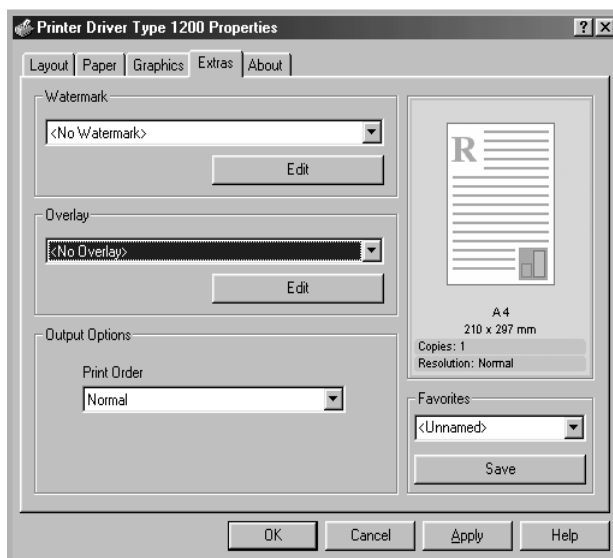 Printer Driver Type 1200 Properties
Layout Paper Graphics Extras About
Watermark
<No Watermark>
Edit
Overlay
<No Overlay>
Edit
Output Options
Print Order
Normal
R
A4
210 x 297 mm
Copies: 1
Resolution: Normal
Favorites
<Unnamed>
Save
OK Cancel Apply Help